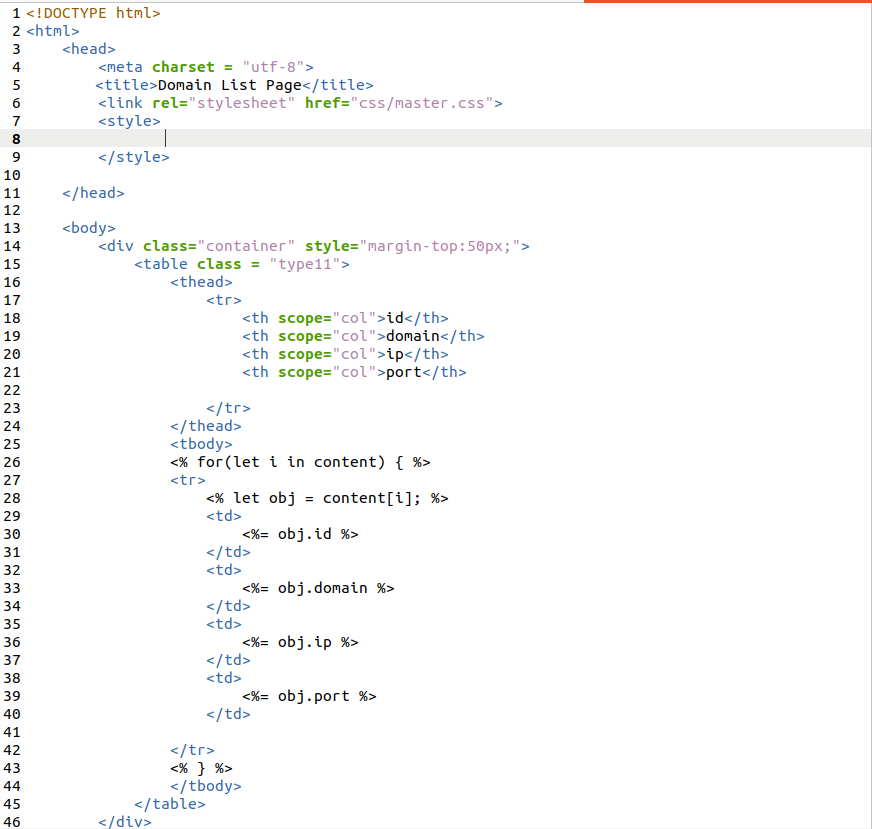 1 <!DOCTYPE html>
2 <html>
3     <head>
4         <meta charset = "utf-8">
5         <title>Domain List Page</title>
6         <link rel="stylesheet" href="css/master.css">
7         <style>
8
9         </style>
10
11     </head>
12
13     <body>
14         <div class="container" style="margin-top:50px;">
15             <table class = "type11">
16                 <thead>
17                     <tr>
18                         <th scope="col">id</th>
19                         <th scope="col">domain</th>
20                         <th scope="col">ip</th>
21                         <th scope="col">port</th>
22
23                     </tr>
24                 </thead>
25                 <tbody>
26                 <% for(let i in content) { %>
27                 <tr>
28                     <% let obj = content[i]; %>
29                     <td>
30                         <%= obj.id %>
31                     </td>
32                     <td>
33                         <%= obj.domain %>
34                     </td>
35                     <td>
36                         <%= obj.ip %>
37                     </td>
38                     <td>
39                         <%= obj.port %>
40                     </td>
41
42                 </tr>
43                 <% } %>
44                 </tbody>
45             </table>
46         </div>